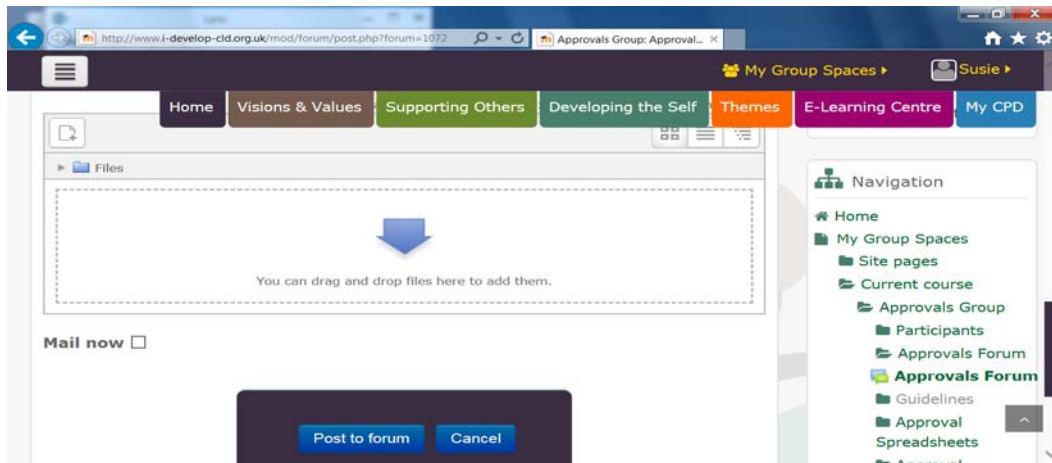 http://www.i-develop-cld.org.uk/mod/forum/post.php?forum=1072
Approvals Group: Approval...
My Group Spaces
Susie
Home
Visions & Values
Supporting Others
Developing the Self
Themes
E-Learning Centre
My CPD
Files
You can drag and drop files here to add them.
Mail now
Post to forum
Cancel
Navigation
Home
My Group Spaces
Site pages
Current course
Approvals Group
Participants
Approvals Forum
Approvals Forum
Guidelines
Approval
Spreadsheets